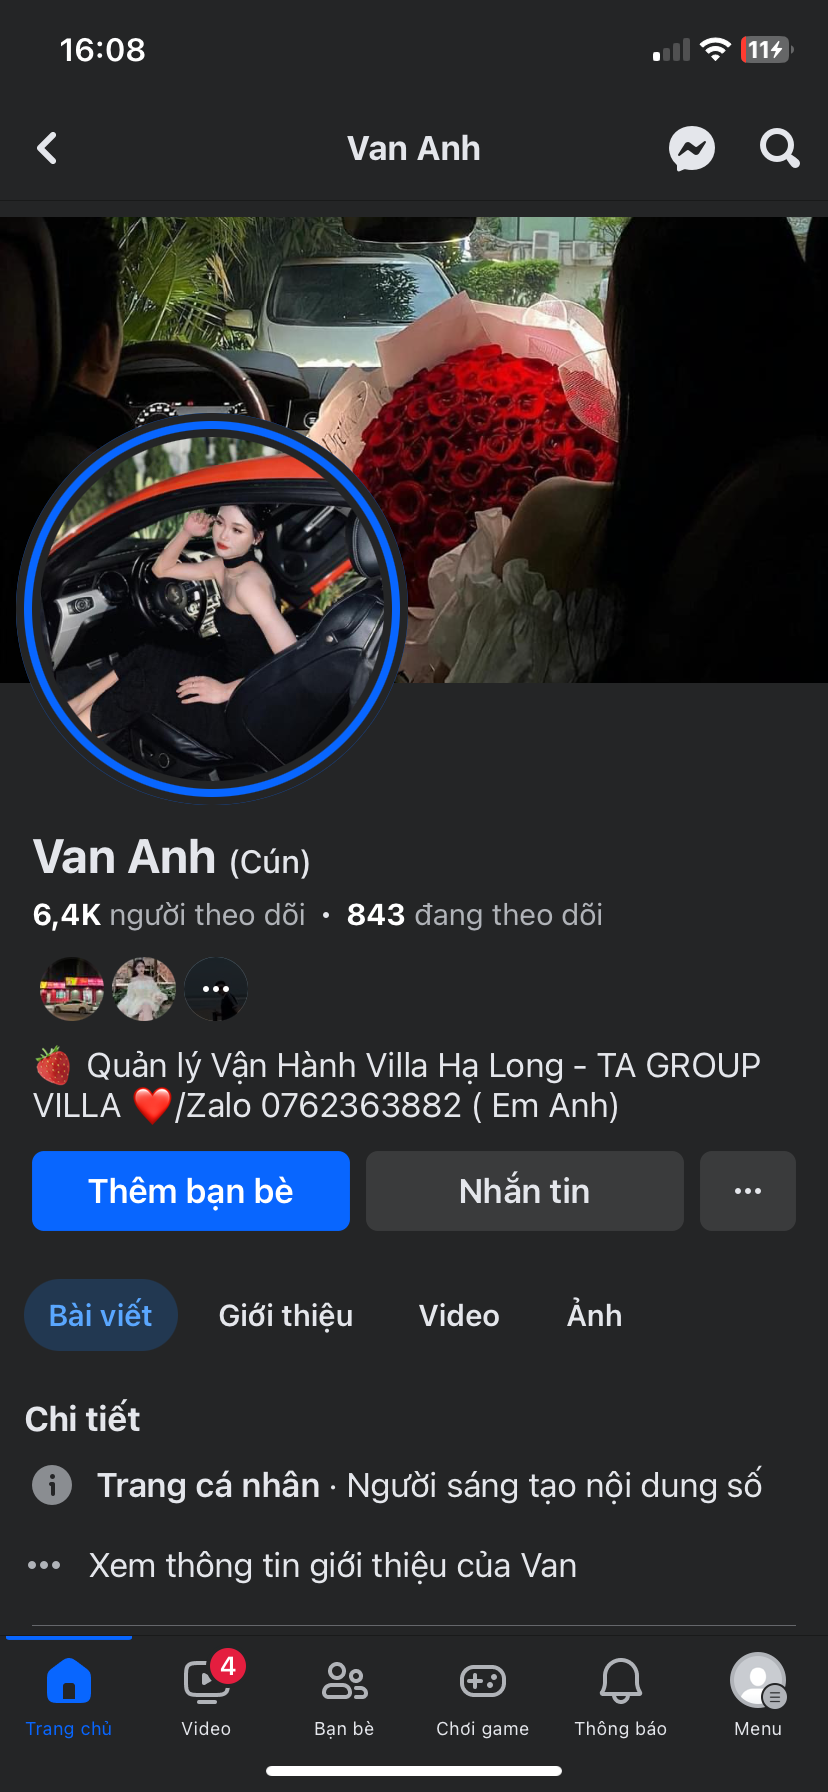 16:08
11
Van Anh
Van Anh (Cún)
6,4K người theo dõi • 843 đang theo dõi
🍓 Quản lý Vận Hành Villa Hạ Long - TA GROUP
VILLA ❤️/Zalo 0762363882 ( Em Anh)
Thêm bạn bè
Nhắn tin
Bài viết
Giới thiệu
Video
Ảnh
Chi tiết
Trang cá nhân · Người sáng tạo nội dung số
Xem thông tin giới thiệu của Van
4
Trang chủ
Video
Bạn bè
Chơi game
Thông báo
Menu